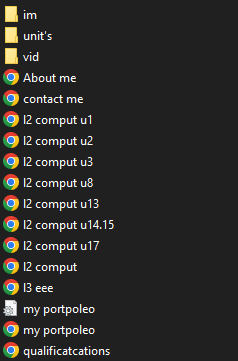 im
unit's
vid
About me
contact me
l2 comput u1
l2 comput u2
l2 comput u3
l2 comput u8
l2 comput u13
l2 comput u14.15
l2 comput u17
l2 comput
l3 eee
my portpoleo
my portpoleo
qualificatcations